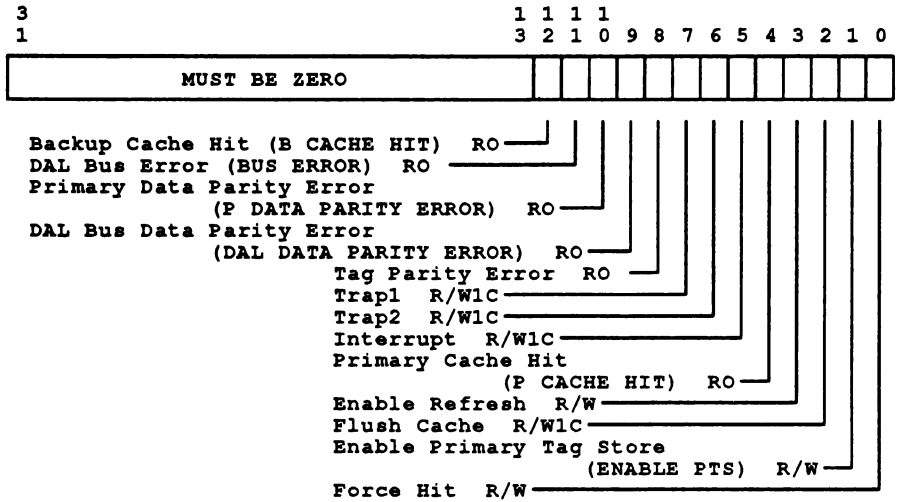 3 1 1 1 1
1 3 2 1 0 9 8 7 6 5 4 3 2 1 0
MUST BE ZERO
Backup Cache Hit (B CACHE HIT) RO
DAL Bus Error (BUS ERROR) RO
Primary Data Parity Error
(P DATA PARITY ERROR) RO
DAL Bus Data Parity Error
(DAL DATA PARITY ERROR) RO
Tag Parity Error RO
Trap1 R/W1C
Trap2 R/W1C
Interrupt R/W1C
Primary Cache Hit
(P CACHE HIT) RO
Enable Refresh R/W
Flush Cache R/W1C
Enable Primary Tag Store
(ENABLE PTS) R/W
Force Hit R/W